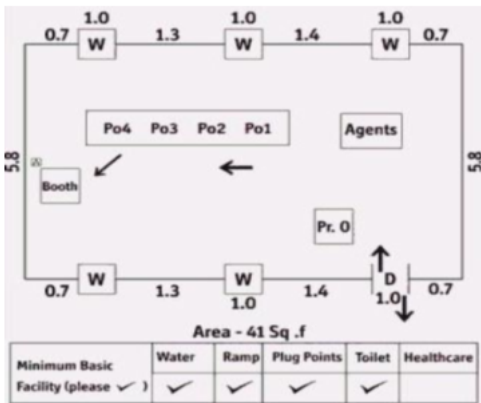 1.0 1.0 1.0
0.7 W 1.3 W 1.4 W 0.7
Po4 Po3 Po2 Po1 Agents
5.8 5.8
Booth
Pr. O
W W D
0.7 1.3 1.0 1.4 1.0 0.7
Area - 41 Sq .f
Minimum Basic Water Ramp Plug Points Toilet Healthcare
Facility (please ✓ ) ✓ ✓ ✓ ✓